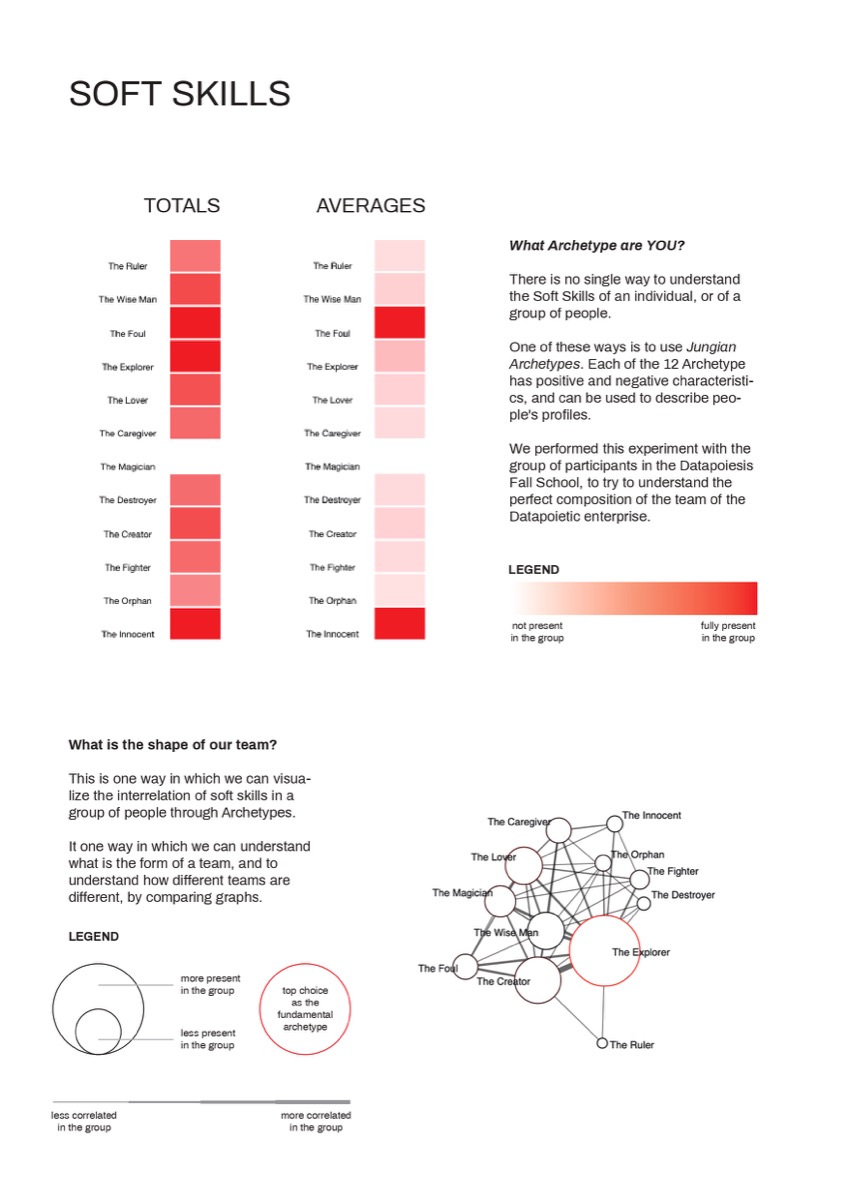 SOFT SKILLS
TOTALS
The Ruler
The Wise Man
The Foul
The Explorer
The Lover
The Caregiver
The Magician
The Destroyer
The Creator
The Fighter
The Orphan
The Innocent
AVERAGES
The Ruler
The Wise Man
The Foul
The Explorer
The Lover
The Caregiver
The Magician
The Destroyer
The Creator
The Fighter
The Orphan
The Innocent
What Archetype are YOU?
There is no single way to understand
the Soft Skills of an individual, or of a
group of people.
One of these ways is to use Jungian
Archetypes. Each of the 12 Archetype
has positive and negative characteristi-
cs, and can be used to describe peo-
ple's profiles.
We performed this experiment with the
group of participants in the Datapoiesis
Fall School, to try to understand the
perfect composition of the team of the
Datapoietic enterprise.
LEGEND
not present
in the group
fully present
in the group
What is the shape of our team?
This is one way in which we can visua-
lize the interrelation of soft skills in a
group of people through Archetypes.
It one way in which we can understand
what is the form of a team, and to
understand how different teams are
different, by comparing graphs.
LEGEND
more present
in the group
less present
in the group
top choice
as the
fundamental
archetype
less correlated
in the group
more correlated
in the group
The Caregiver
The Innocent
The Lover
The Orphan
The Fighter
The Magician
The Destroyer
The Wise Man
The Explorer
The Foul
The Creator
The Ruler